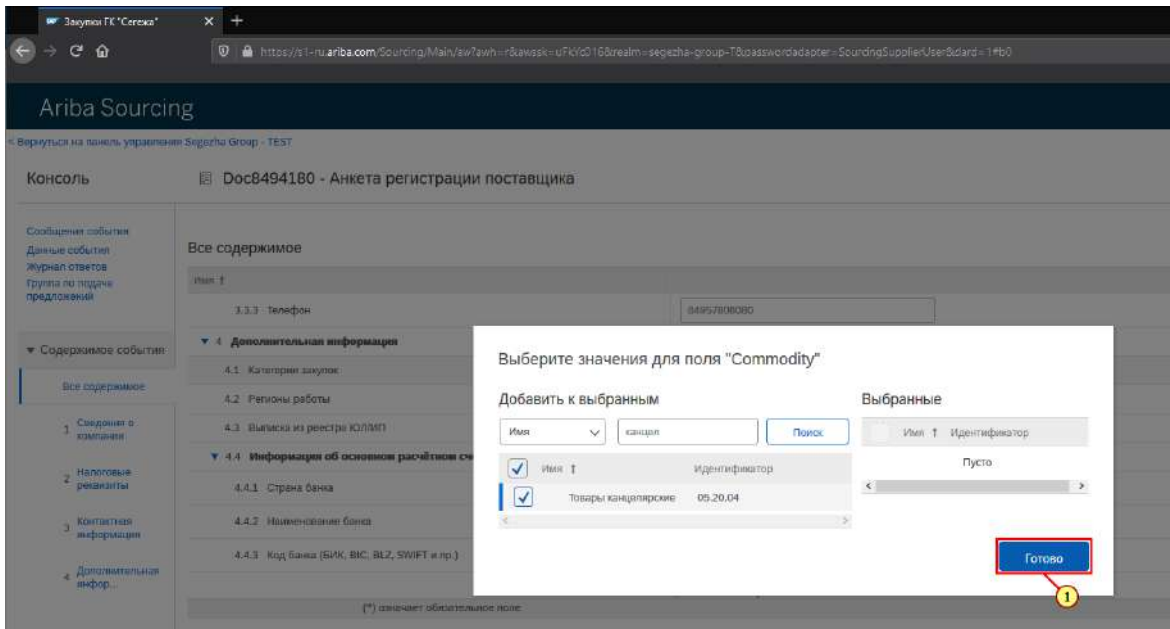 Закупки ГК "Сегежа"
https://s1-ru.ariba.com/Sourcing/Main/aw?awh=r&awssk=uFkYd016&realm=segezha-group-T&passwordadapter=SourcingSupplierUser&dard=1#b0
Ariba Sourcing
< Вернуться на панель управления Segezha Group - TEST
Консоль
Doc8494180 - Анкета регистрации поставщика
Сообщения события
Данные события
Журнал ответов
Группа по подаче
предложений
Все содержимое
Имя ↑
3.3.3 Телефон
84957808080
▼ Содержимое события
▼ 4 Дополнительная информация
Все содержимое
4.1 Категории закупок
4.2 Регионы работы
1 Сведения о
компании
4.3 Выписка из реестра ЮЛ/ИП
▼ 4.4 Информация об основном расчётном
2 Налоговые
реквизиты
4.4.1 Страна банка
3 Контактная
информация
4.4.2 Наименование банка
4.4.3 Код банка (БИК, BIC, BLZ, SWIFT и пр.)
4 Дополнительная
инфор...
(*) означает обязательное поле
Выберите значения для поля "Commodity"
Добавить к выбранным
Выбранные
Имя
канцал
Поиск
Имя ↑ Идентификатор
Имя ↑ Идентификатор
Пусто
Товары канцелярские 05.20.04
Готово
1